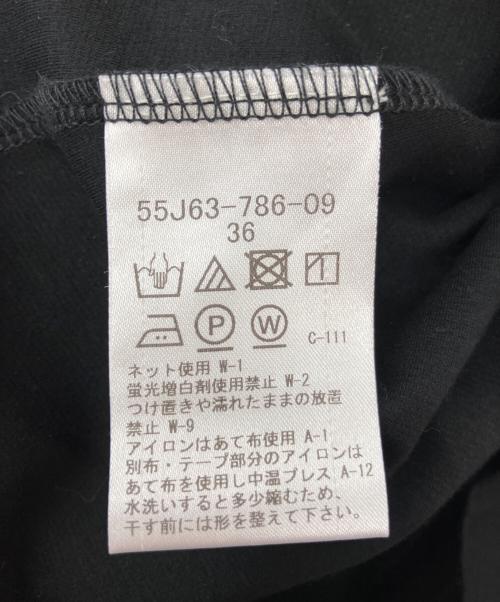 55J63-786-09
36
P
W
C-111
ネット使用 W-1
蛍光増白剤使用禁止 W-2
つけ置きや濡れたままの放置
禁止 W-9
アイロンはあて布使用 A-1
別布・テープ部分のアイロンは
あて布を使用し中温プレス A-12
水洗いすると多少縮むため、
干す前には形を整えて下さい。